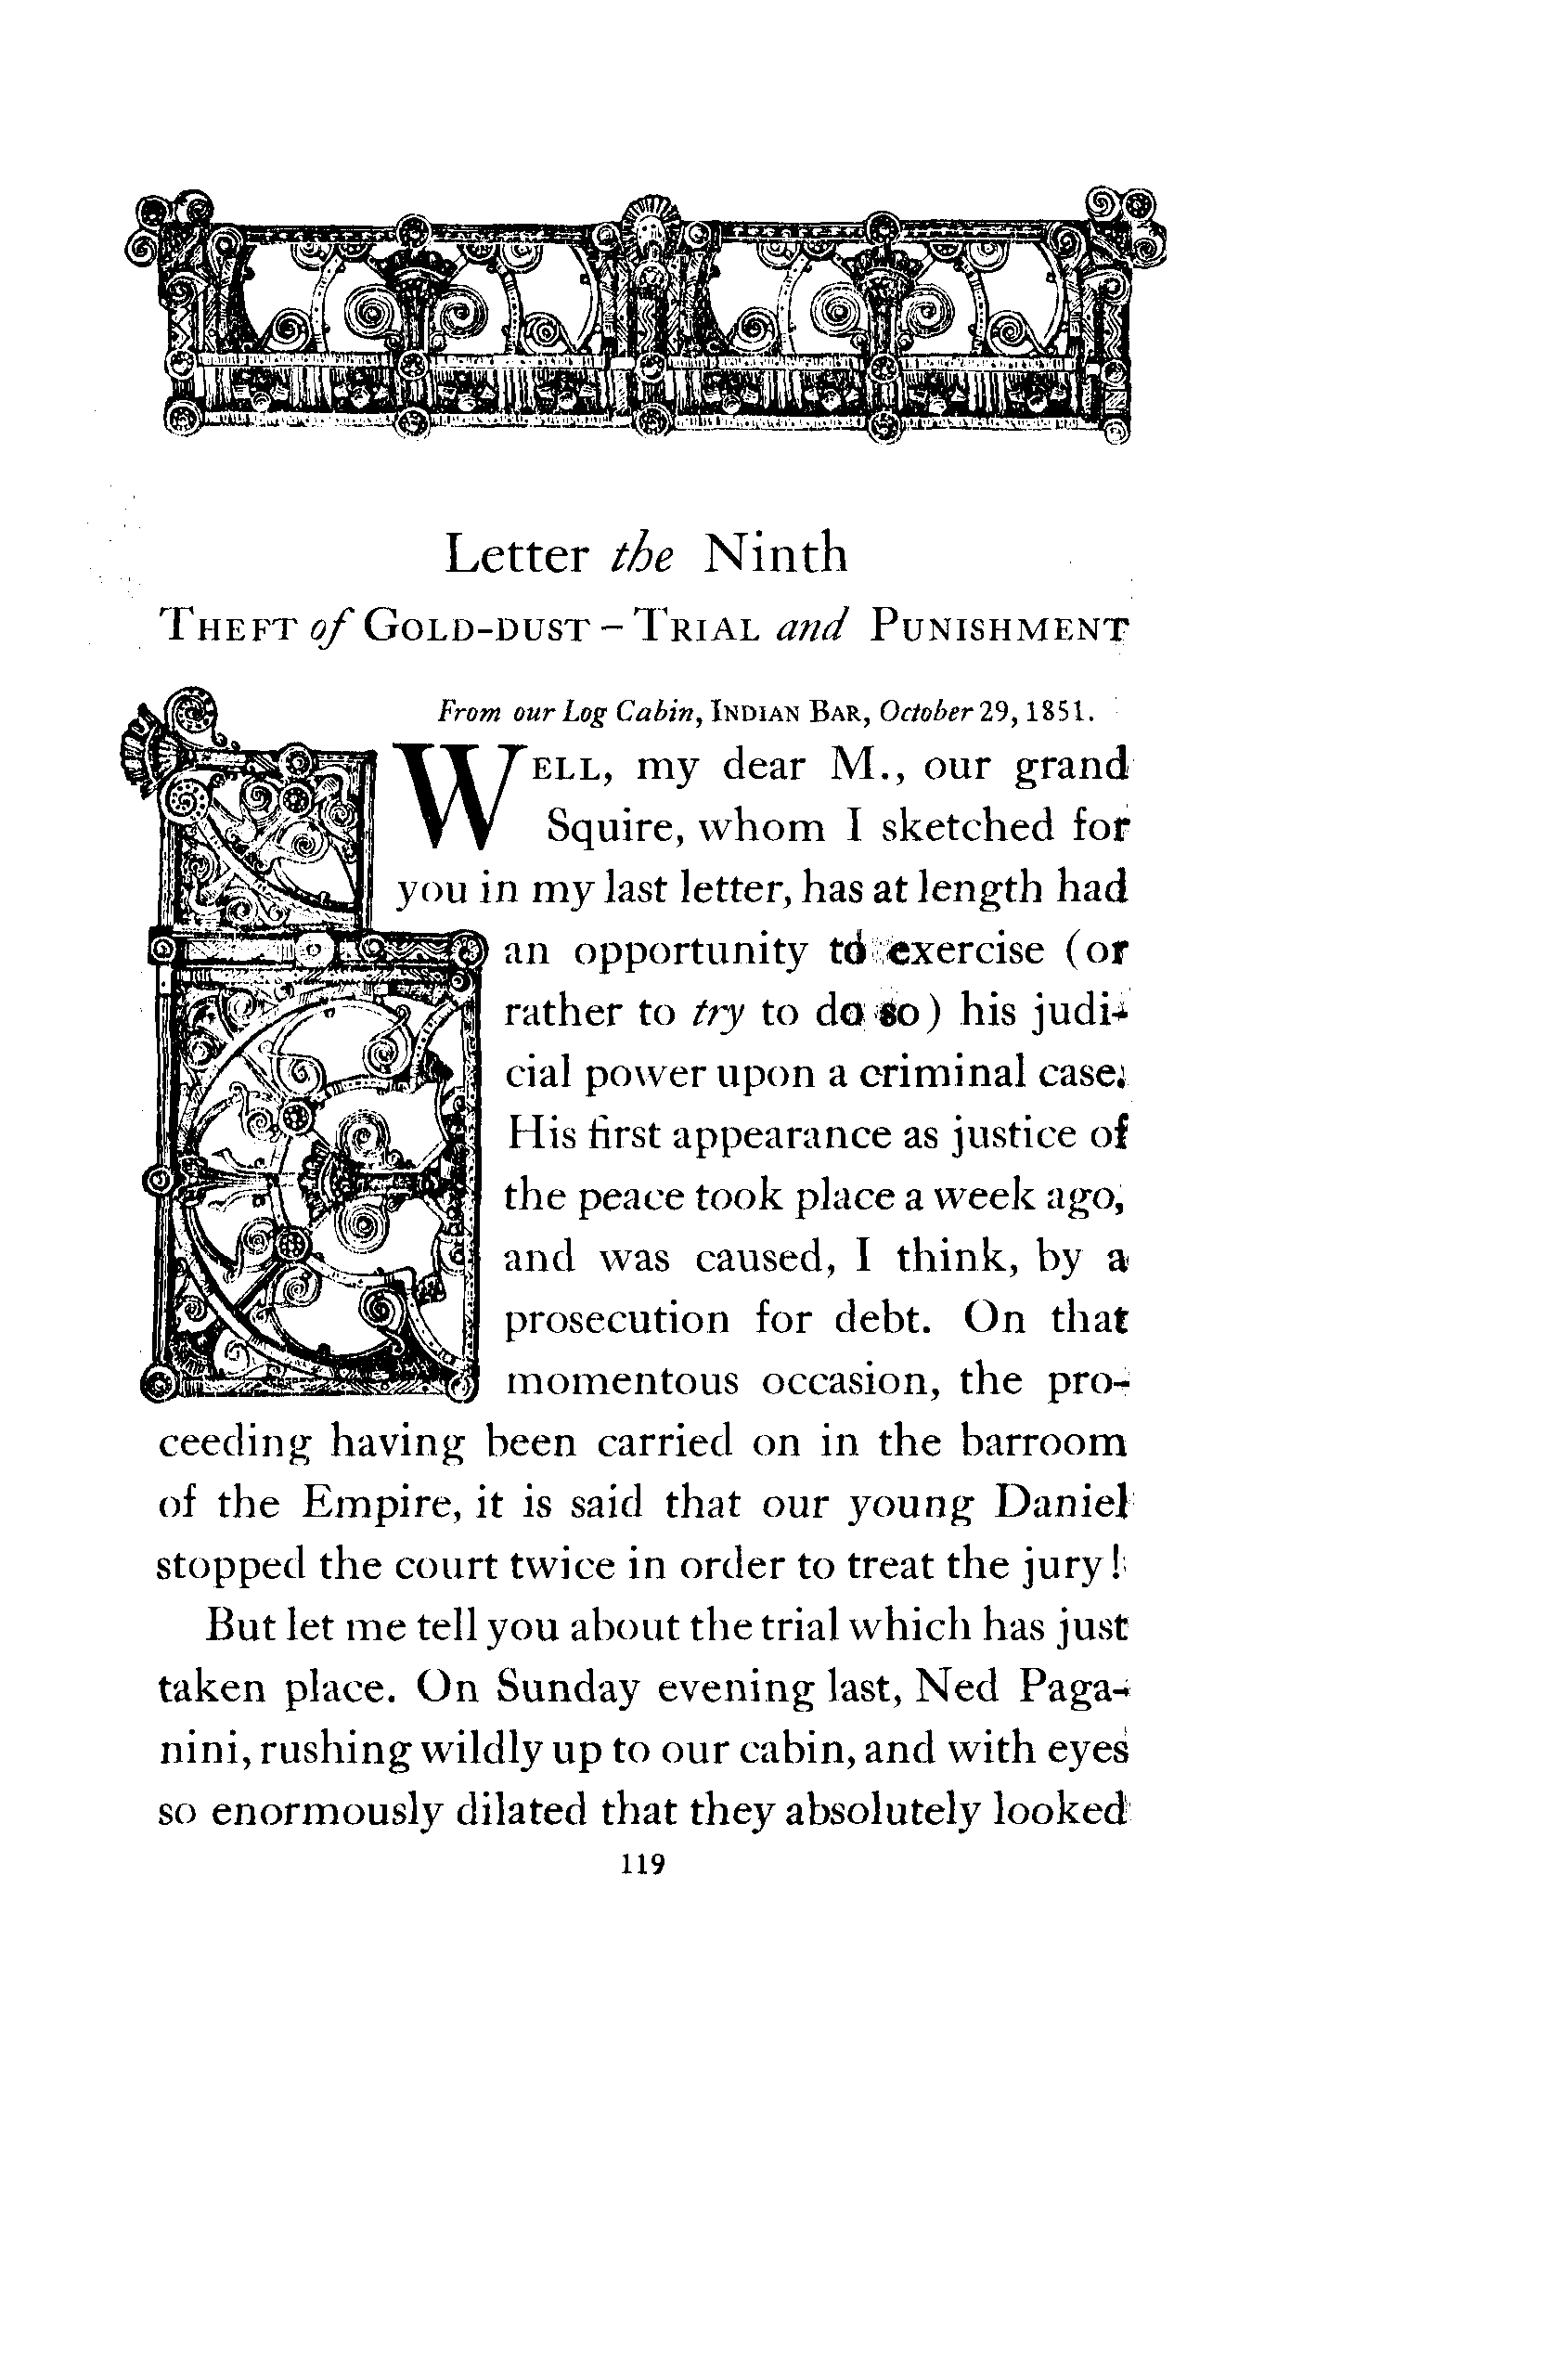 Letter the Ninth
THEFT of GOLD-DUST – TRIAL and PUNISHMENT
From our Log Cabin, INDIAN BAR, October 29, 1851.
WELL, my dear M., our grand
Squire, whom I sketched for
you in my last letter, has at length had
an opportunity to exercise (or
rather to try to do so) his judi-
cial power upon a criminal case.
His first appearance as justice of
the peace took place a week ago,
and was caused, I think, by a
prosecution for debt. On that
momentous occasion, the pro-
ceeding having been carried on in the barroom
of the Empire, it is said that our young Daniel
stopped the court twice in order to treat the jury!
But let me tell you about the trial which has just
taken place. On Sunday evening last, Ned Paga-
nini, rushing wildly up to our cabin, and with eyes
so enormously dilated that they absolutely looked
119